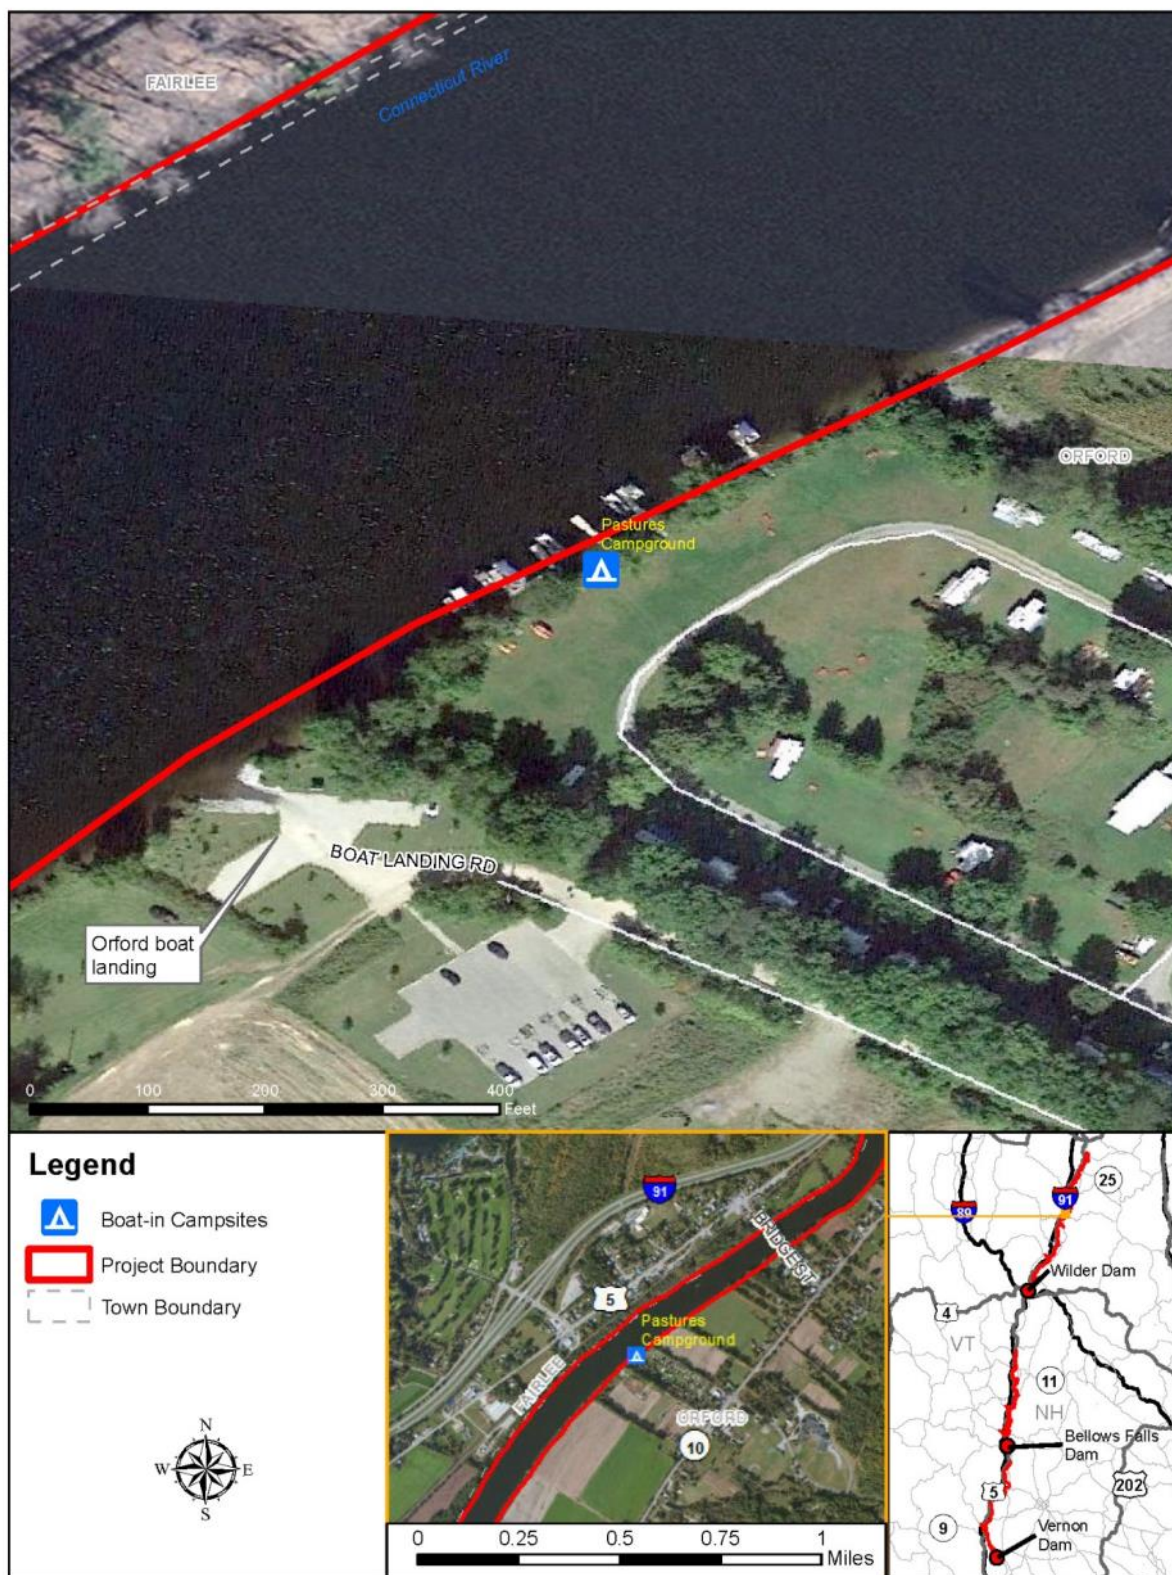 FAIRLEE
Connecticut River
ORFORD
Pastures
Campground
BOAT LANDING RD
Orford boat
landing
0 100 200 300 400
Feet
Legend
Boat-in Campsites
Project Boundary
Town Boundary
N
W E
S
91
BRIDGE ST
5
Pastures
Campground
FAIRLEE
ORFORD
10
0 0.25 0.5 0.75 1
Miles
25
91
89
Wilder Dam
4
VT
11
NH
Bellows Falls
Dam
5
202
9
Vernon
Dam